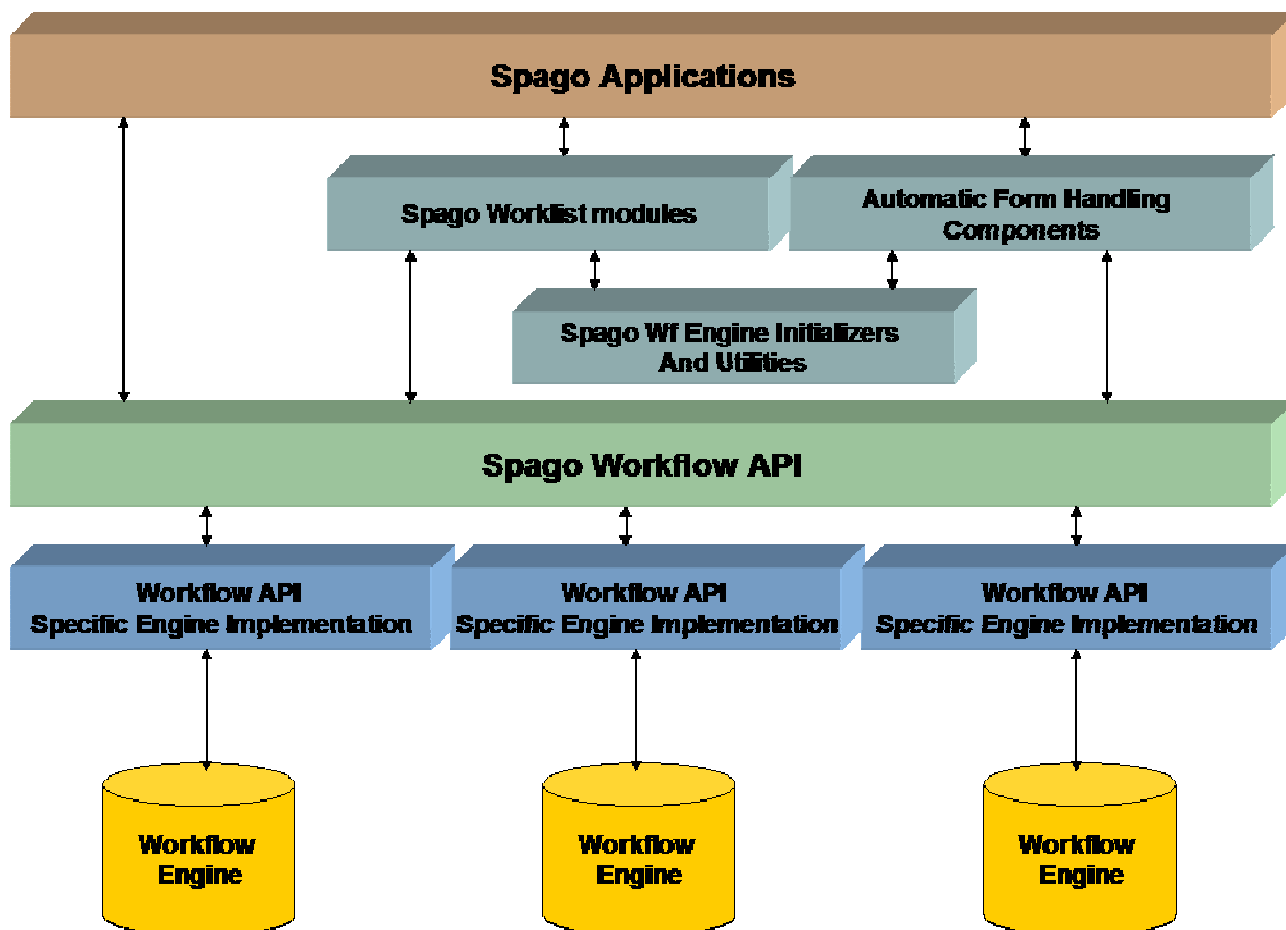 Spago Applications
Spago Worklist modules
Automatic Form Handling
Components
Spago Wf Engine Initializers
And Utilities
Spago Workflow API
Workflow API
Specific Engine Implementation
Workflow API
Specific Engine Implementation
Workflow API
Specific Engine Implementation
Workflow
Engine
Workflow
Engine
Workflow
Engine